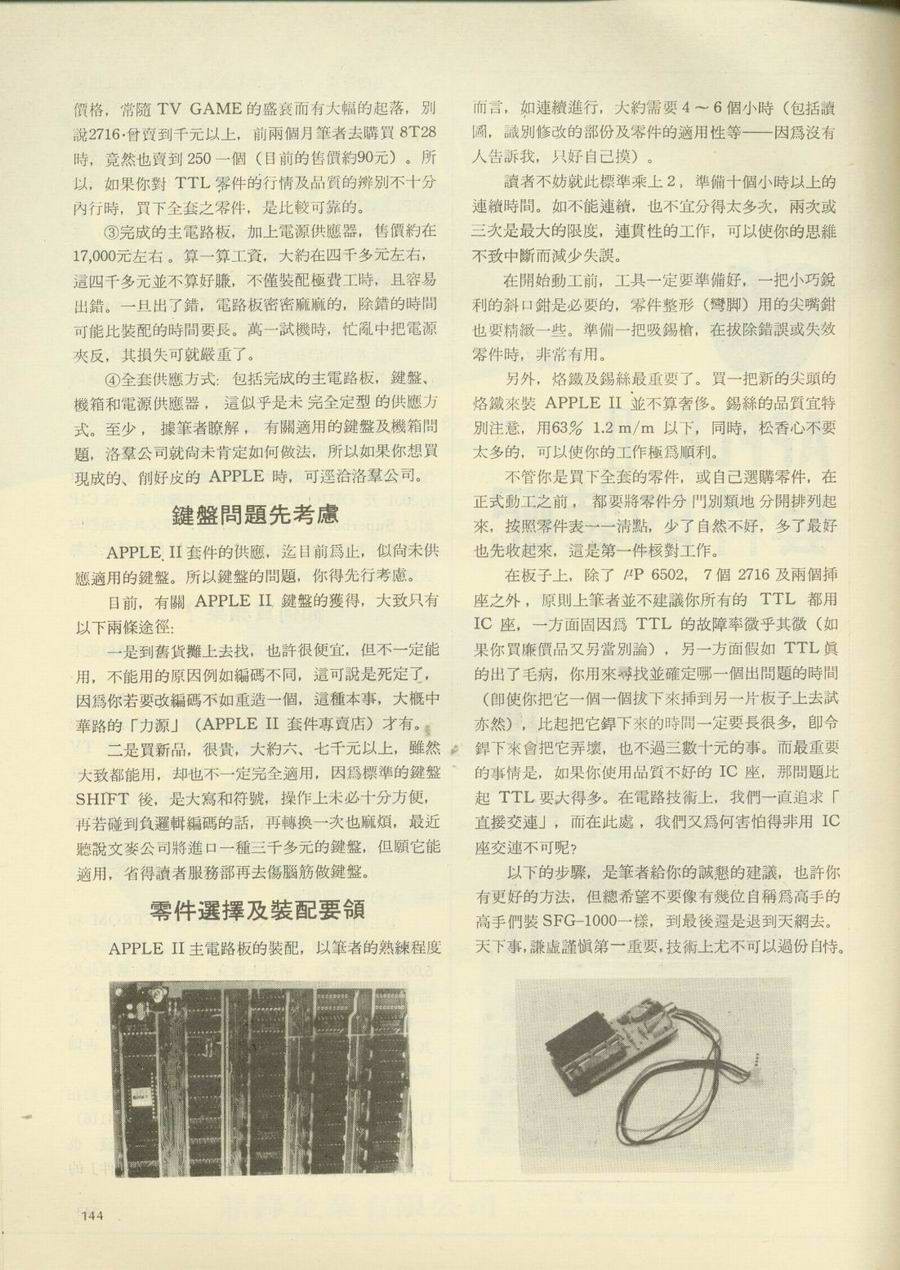 價格，常隨 TV GAME 的盛衰而有大幅的起落，別
說2716·曾賣到千元以上，前兩個月筆者去購買 8T28
時，竟然也賣到 250 一個（目前的售價約90元）。所
以，如果你對 TTL 零件的行情及品質的辨別不十分
內行時，買下全套之零件，是比較可靠的。
③完成的主電路板，加上電源供應器，售價約在
17,000元左右。算一算工資，大約在四千多元左右，
這四千多元並不算好賺，不僅裝配極費工時，且容易
出錯。一旦出了錯，電路板密密麻麻的，除錯的時間
可能比裝配的時間要長。萬一試機時，忙亂中把電源
夾反，其損失可就嚴重了。
④全套供應方式：包括完成的主電路板，鍵盤、
機箱和電源供應器，這似乎是未完全定型的供應方
式。至少，據筆者瞭解，有關適用的鍵盤及機箱問
題，洛羣公司就尙未肯定如何做法，所以如果你想買
現成的、削好皮的 APPLE 時，可逕洽洛羣公司。
鍵盤問題先考慮
APPLE II 套件的供應，迄目前爲止，似尙未供
應適用的鍵盤。所以鍵盤的問題，你得先行考慮。
目前，有關 APPLE II 鍵盤的獲得，大致只有
以下兩條途徑：
一是到舊貨攤上去找，也許很便宜，但不一定能
用，不能用的原因例如編碼不同，這可說是死定了，
因爲你若要改編碼不如重造一個，這種本事，大概中
華路的「力源」（APPLE II 套件專賣店）才有。
二是買新品，很貴，大約六、七千元以上，雖然
大致都能用，却也不一定完全適用，因爲標準的鍵盤
SHIFT 後，是大寫和符號，操作上未必十分方便，
再若碰到負邏輯編碼的話，再轉換一次也麻煩，最近
聽說文麥公司將進口一種三千多元的鍵盤，但願它能
適用，省得讀者服務部再去傷腦筋做鍵盤。
零件選擇及裝配要領
APPLE II 主電路板的裝配，以筆者的熟練程度
而言，如連續進行，大約需要 4～6 個小時（包括讀
圖，識別修改的部份及零件的適用性等——因爲沒有
人告訴我，只好自己摸）。
讀者不妨就此標準乘上 2，準備十個小時以上的
連續時間。如不能連續，也不宜分得太多次，兩次或
三次是最大的限度，連貫性的工作，可以使你的思維
不致中斷而減少失誤。
在開始動工前，工具一定要準備好，一把小巧銳
利的斜口鉗是必要的，零件整形（彎脚）用的尖嘴鉗
也要精緻一些。準備一把吸錫槍，在拔除錯誤或失效
零件時，非常有用。
另外，烙鐵及錫絲最重要了。買一把新的尖頭的
烙鐵來裝 APPLE II 並不算奢侈。錫絲的品質宜特
別注意，用63% 1.2 m/m 以下，同時，松香心不要
太多的，可以使你的工作極爲順利。
不管你是買下全套的零件，或自己選購零件，在
正式動工之前，都要將零件分門別類地分開排列起
來，按照零件表一一淸點，少了自然不好，多了最好
也先收起來，這是第一件核對工作。
在板子上，除了 μP 6502，7 個 2716 及兩個揷
座之外，原則上筆者並不建議你所有的 TTL 都用
IC 座，一方面固因爲 TTL 的故障率微乎其微（如
果你買廉價品又另當別論），另一方面假如 TTL 眞
的出了毛病，你用來尋找並確定哪一個出問題的時間
（卽使你把它一個一個拔下來揷到另一片板子上去試
亦然），比起把它銲下來的時間一定要長很多，卽令
銲下來會把它弄壞，也不過三數十元的事。而最重要
的事情是，如果你使用品質不好的 IC 座，那問題比
起 TTL 要大得多。在電路技術上，我們一直追求「
直接交連」，而在此處，我們又爲何害怕得非用 IC
座交連不可呢?
以下的步驟，是筆者給你的誠懇的建議，也許你
有更好的方法，但總希望不要像有幾位自稱爲高手的
高手們裝 SFG-1000一樣，到最後還是退到天網去。
天下事，謙虛謹愼第一重要，技術上尤不可以過份自恃。
144